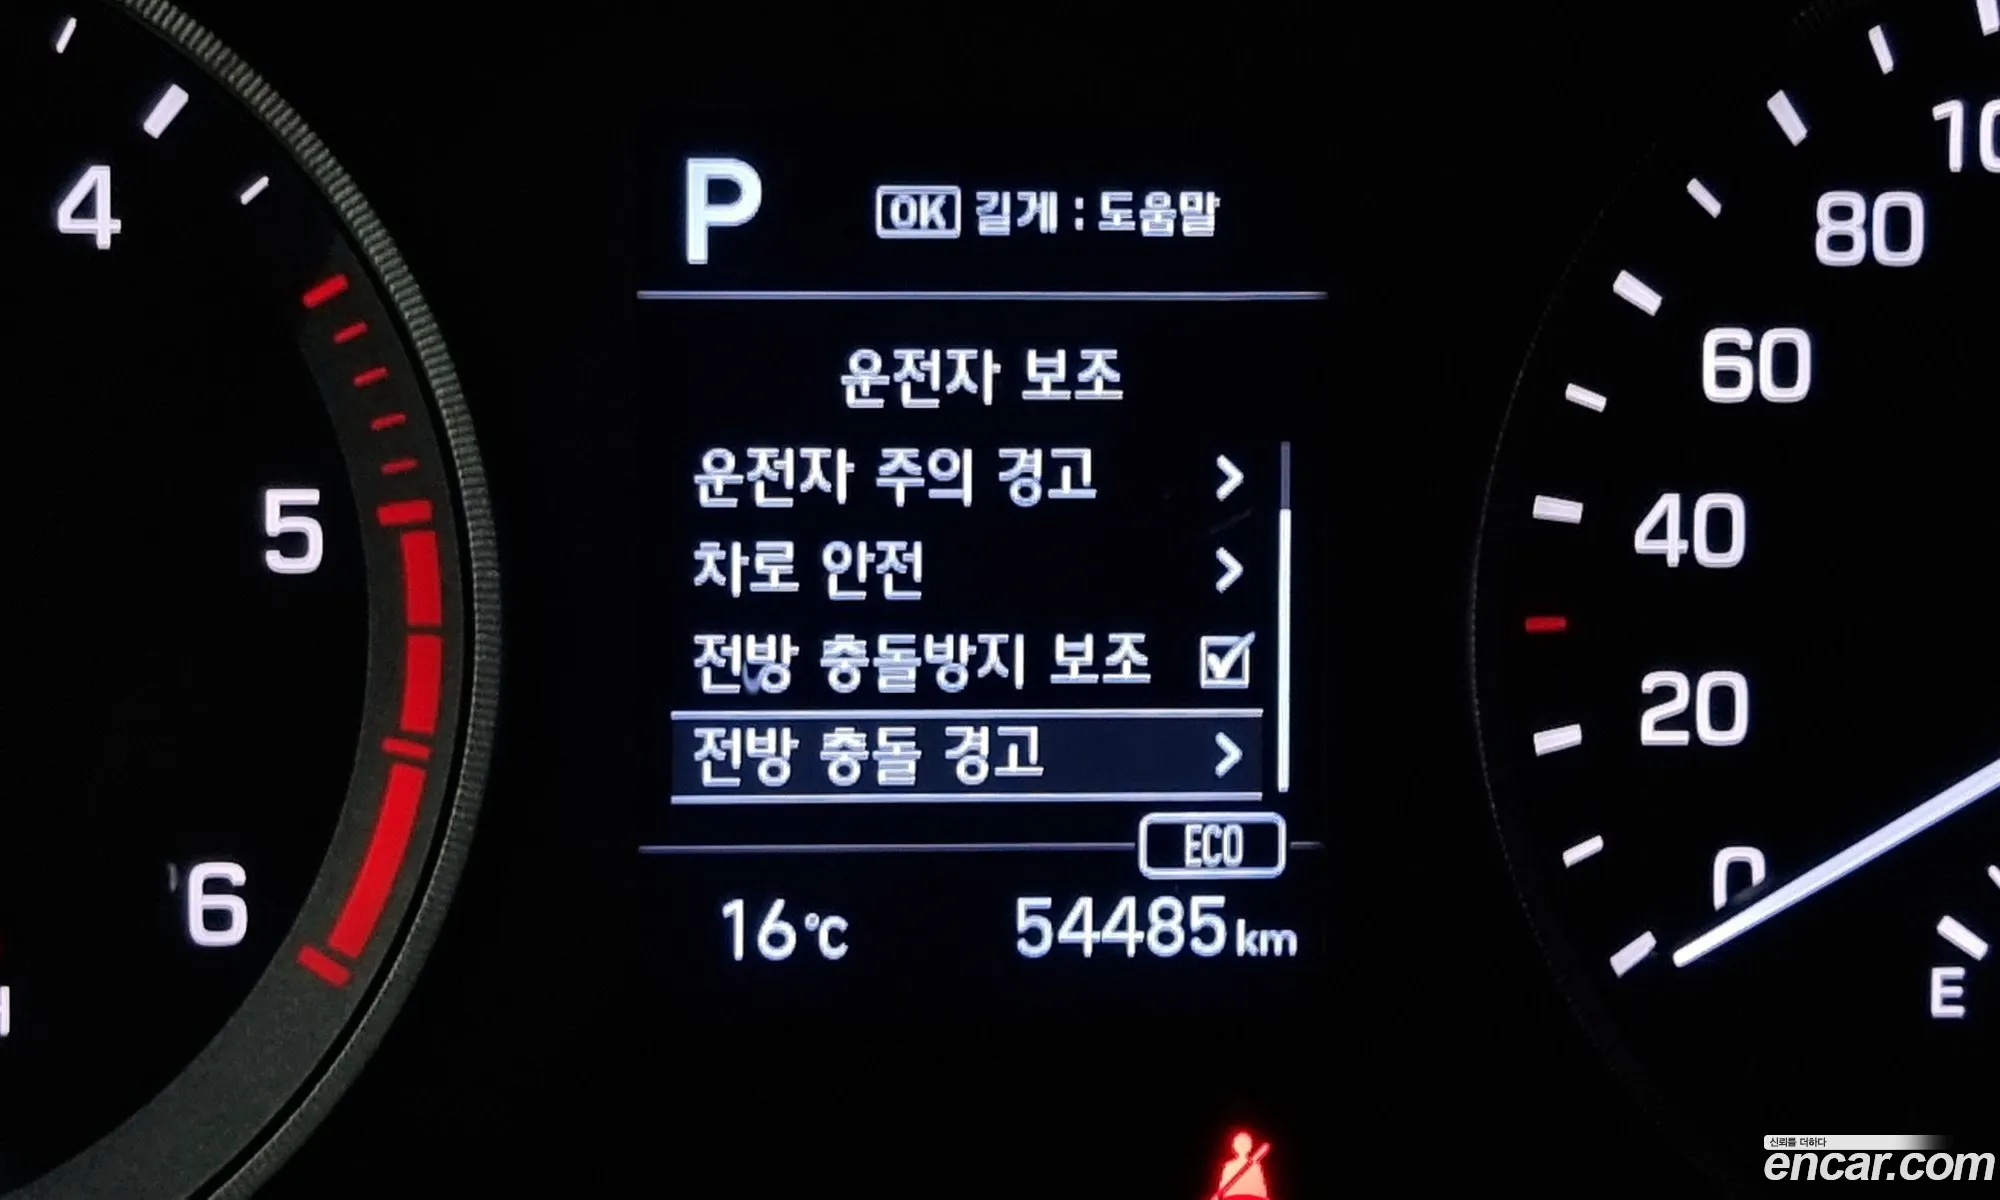 P
OK 길게 : 도움말
운전자 보조
운전자 주의 경고
차로 안전
전방 충돌방지 보조
전방 충돌 경고
ECO
16℃ 54485km
4
5
6
80
60
40
20
0
E
신뢰를 더하다
encar.com